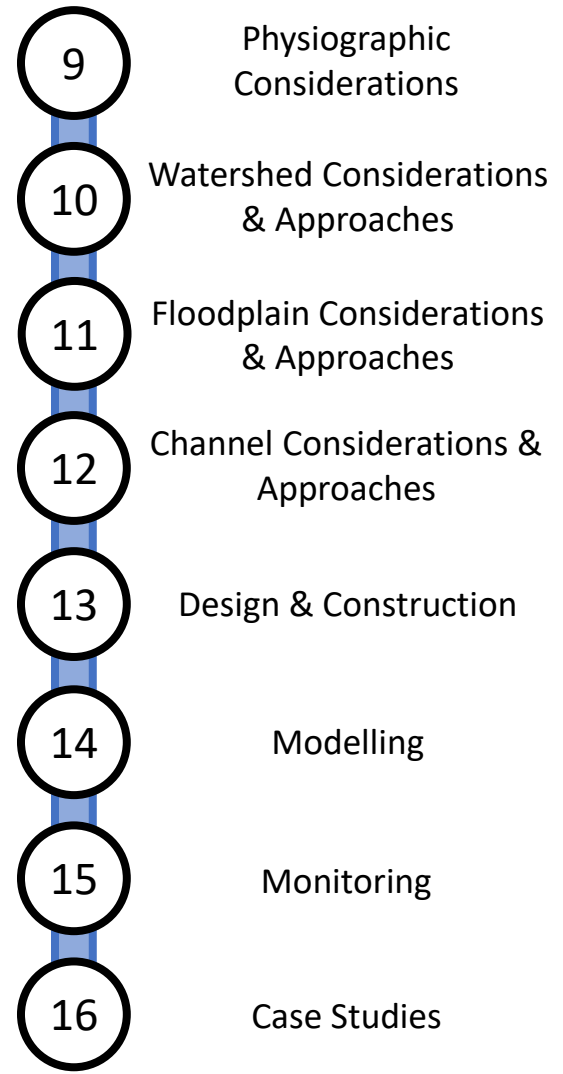 9
Physiographic
Considerations
10
Watershed Considerations
& Approaches
11
Floodplain Considerations
& Approaches
12
Channel Considerations &
Approaches
13
Design & Construction
14
Modelling
15
Monitoring
16
Case Studies